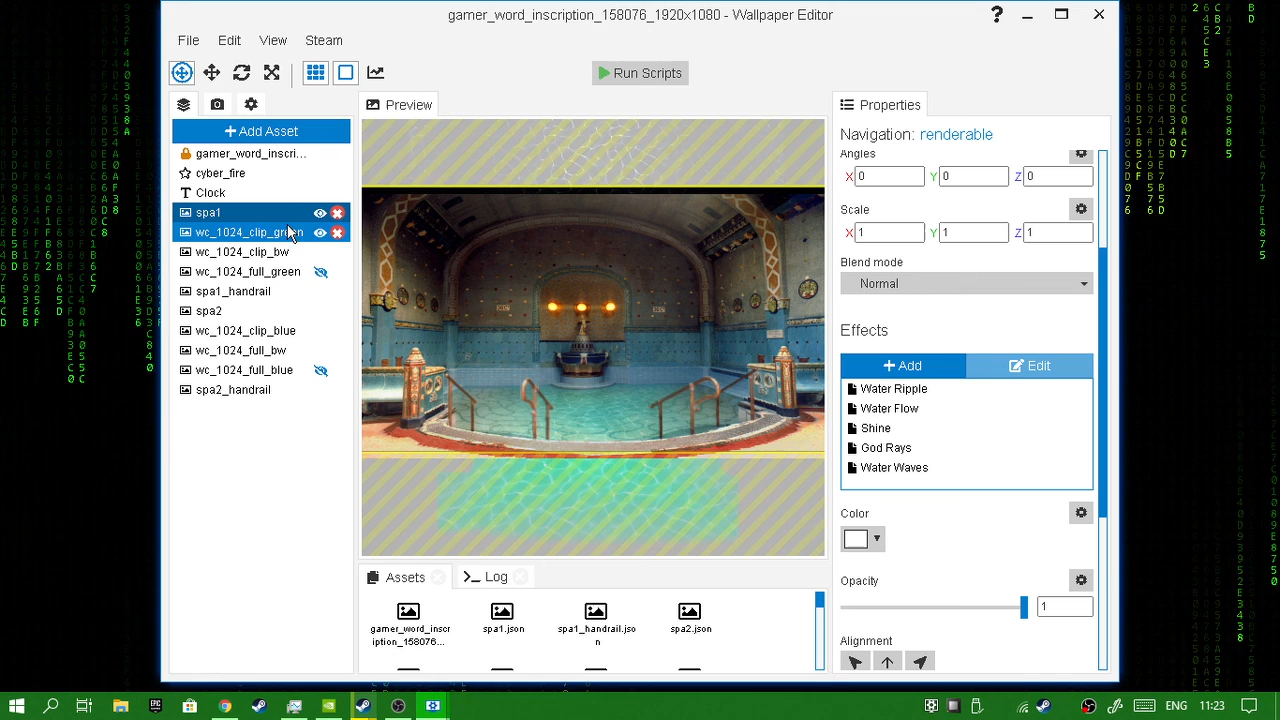 gamer_word_inscription_158076_1920x1080 - Wallpaper Editor
File Edit View Steam
Run Scripts
Add Asset
gamer_word_inscri...
cyber_fire
Clock
spa1
wc_1024_clip_green
wc_1024_clip_bw
wc_1024_full_green
spa1_handrail
spa2
wc_1024_clip_blue
wc_1024_full_bw
wc_1024_full_blue
spa2_handrail
Preview
Assets
Log
gamer_word_inscr
iption_158076...
spa1.json
spa1_handrail.jso
n
spa2.json
Properties
Navigation: renderable
Angles
X 0 Y 0 Z 0
Scale
X 1 Y 1 Z 1
Blend mode
Normal
Effects
Add Edit
Water Ripple
Water Flow
Shine
God Rays
Water Waves
Color
Opacity
1
Alignment
ENG 11:23